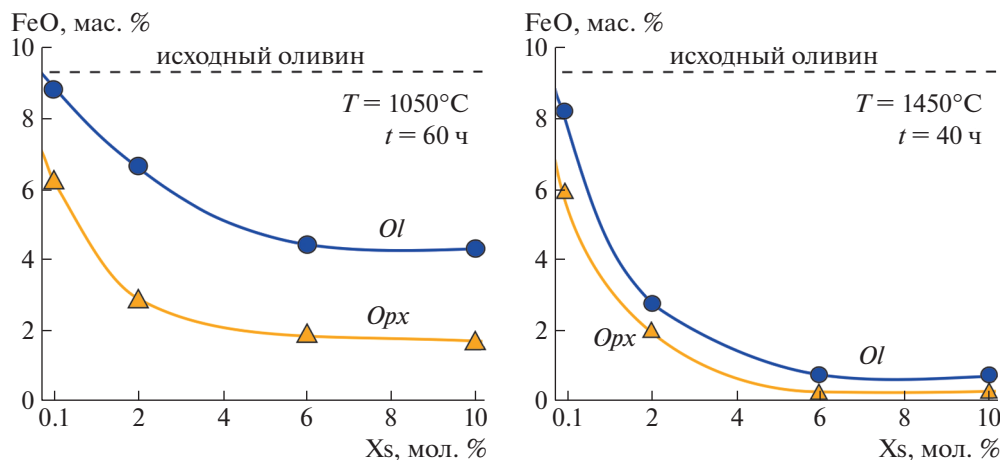 FeO, мас. %
10
8
6
4
2
0
исходный оливин
T = 1050°C
t = 60 ч
Ol
Opx
0.1 2 4 6 8 10
Xs, мол. %
FeO, мас. %
10
8
6
4
2
0
исходный оливин
T = 1450°C
t = 40 ч
Opx
Ol
0.1 2 4 6 8 10
Xs, мол. %